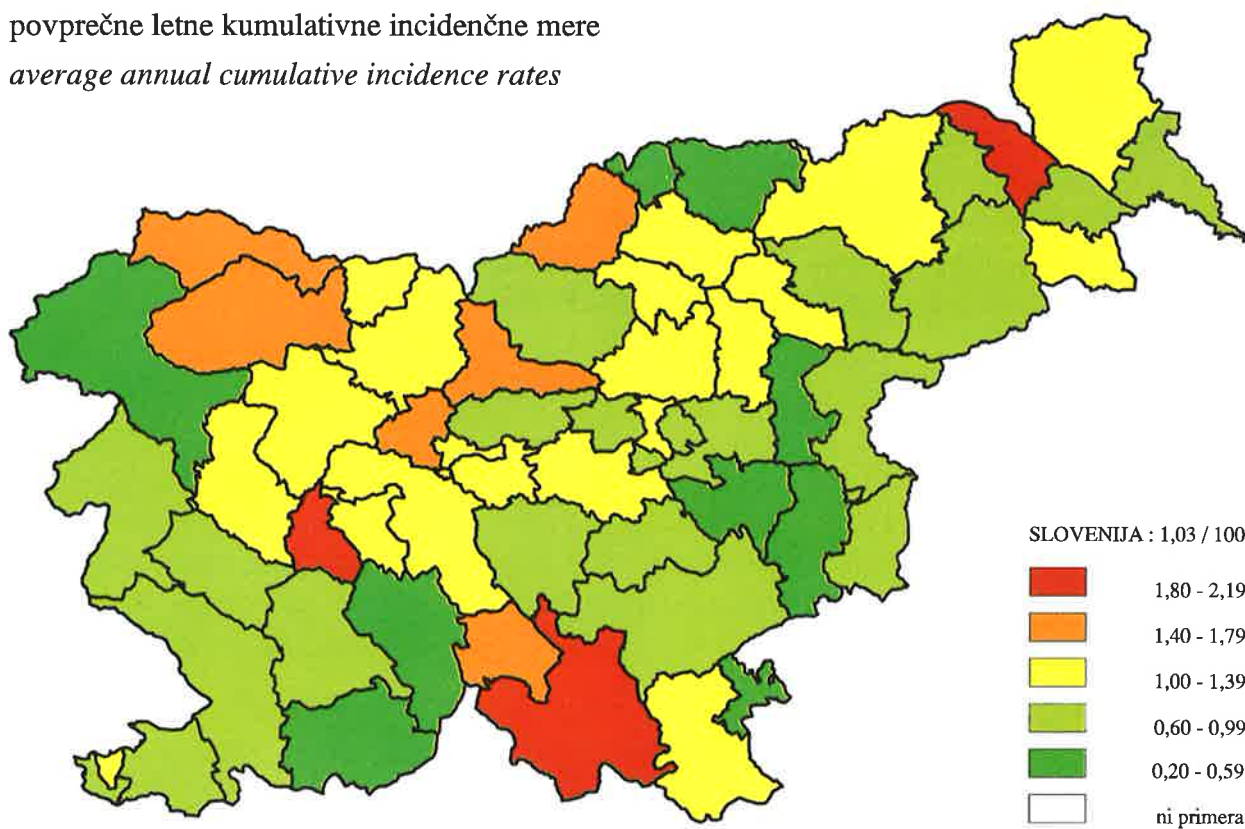 povprečne letne kumulativne incidenčne mere
average annual cumulative incidence rates
SLOVENIJA : 1,03 / 100
1,80 - 2,19
1,40 - 1,79
1,00 - 1,39
0,60 - 0,99
0,20 - 0,59
ni primera